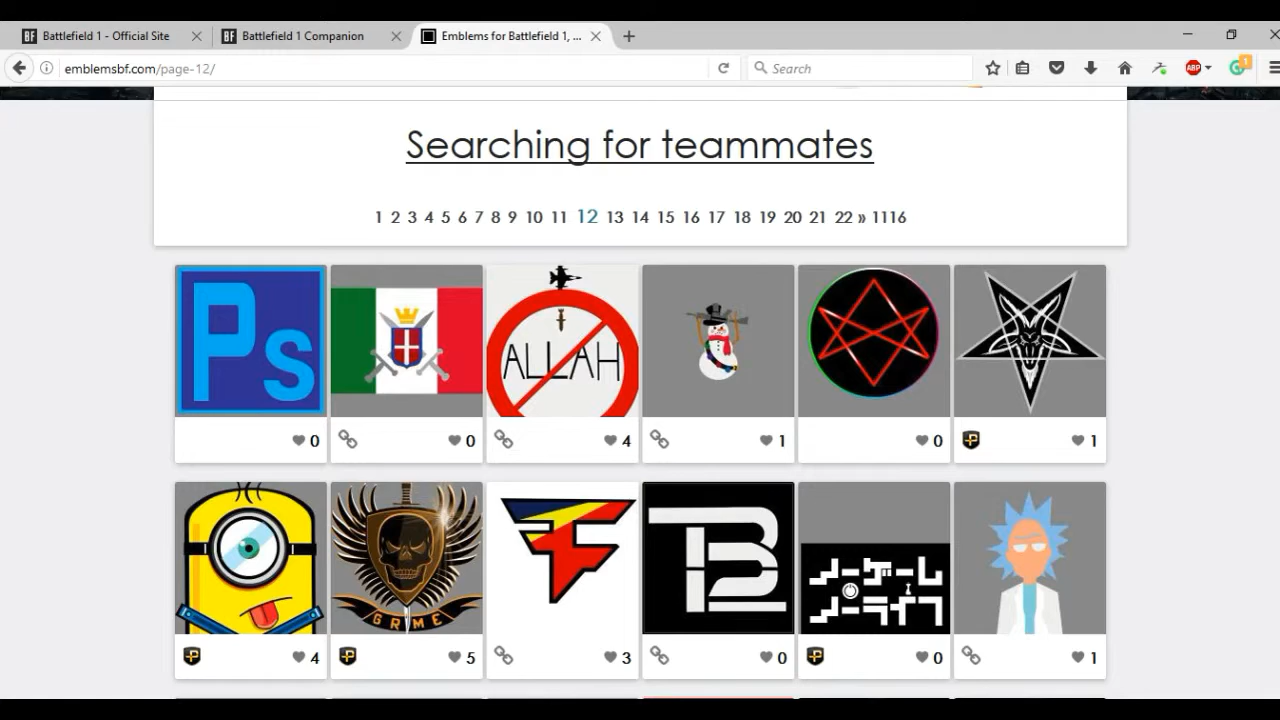 Battlefield 1 - Official Site
Battlefield 1 Companion
Emblems for Battlefield 1, ...
emblemsbf.com/page-12/
Search
ABP
1
Searching for teammates
1 2 3 4 5 6 7 8 9 10 11 12 13 14 15 16 17 18 19 20 21 22 » 1116
Ps
ALLAH
0
0
4
1
0
1
GRME
ノーゲーム
ノーライフ
4
5
3
0
0
1